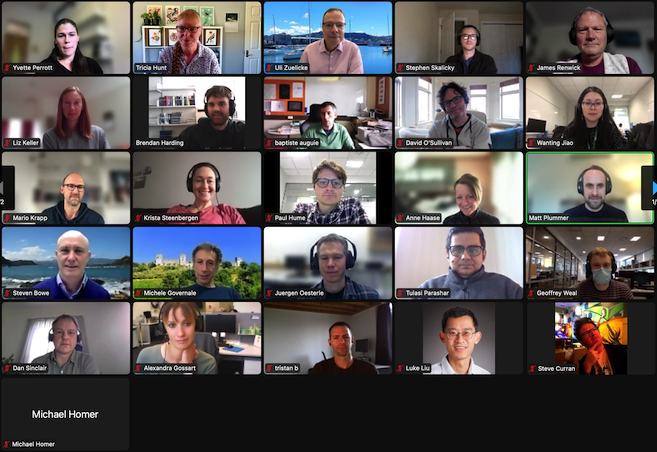 Yvette Perrott
Tricia Hunt
Uli Zuelicke
Stephen Skalicky
James Renwick
Liz Keller
Brendan Harding
baptiste auguie
David O'Sullivan
Wanting Jiao
Mario Krapp
Krista Steenbergen
Paul Hume
Anne Haase
Matt Plummer
Steven Bowe
Michele Governale
Juergen Oesterle
Tulasi Parashar
Geoffrey Weal
Dan Sinclair
Alexandra Gossart
tristan b
Luke Liu
Steve Curran
Michael Homer
Michael Homer